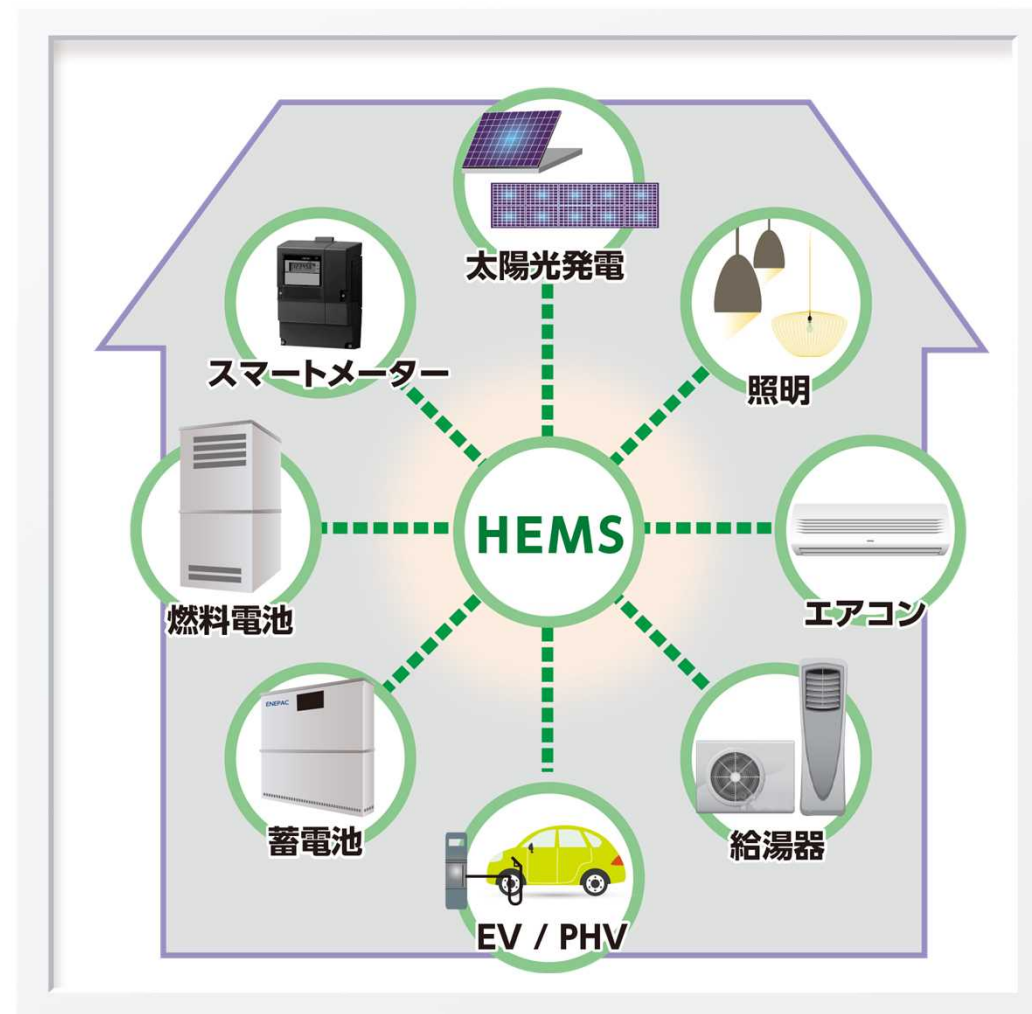 太陽光発電
スマートメーター
照明
HEMS
燃料電池
エアコン
ENEPAC
蓄電池
給湯器
EV / PHV